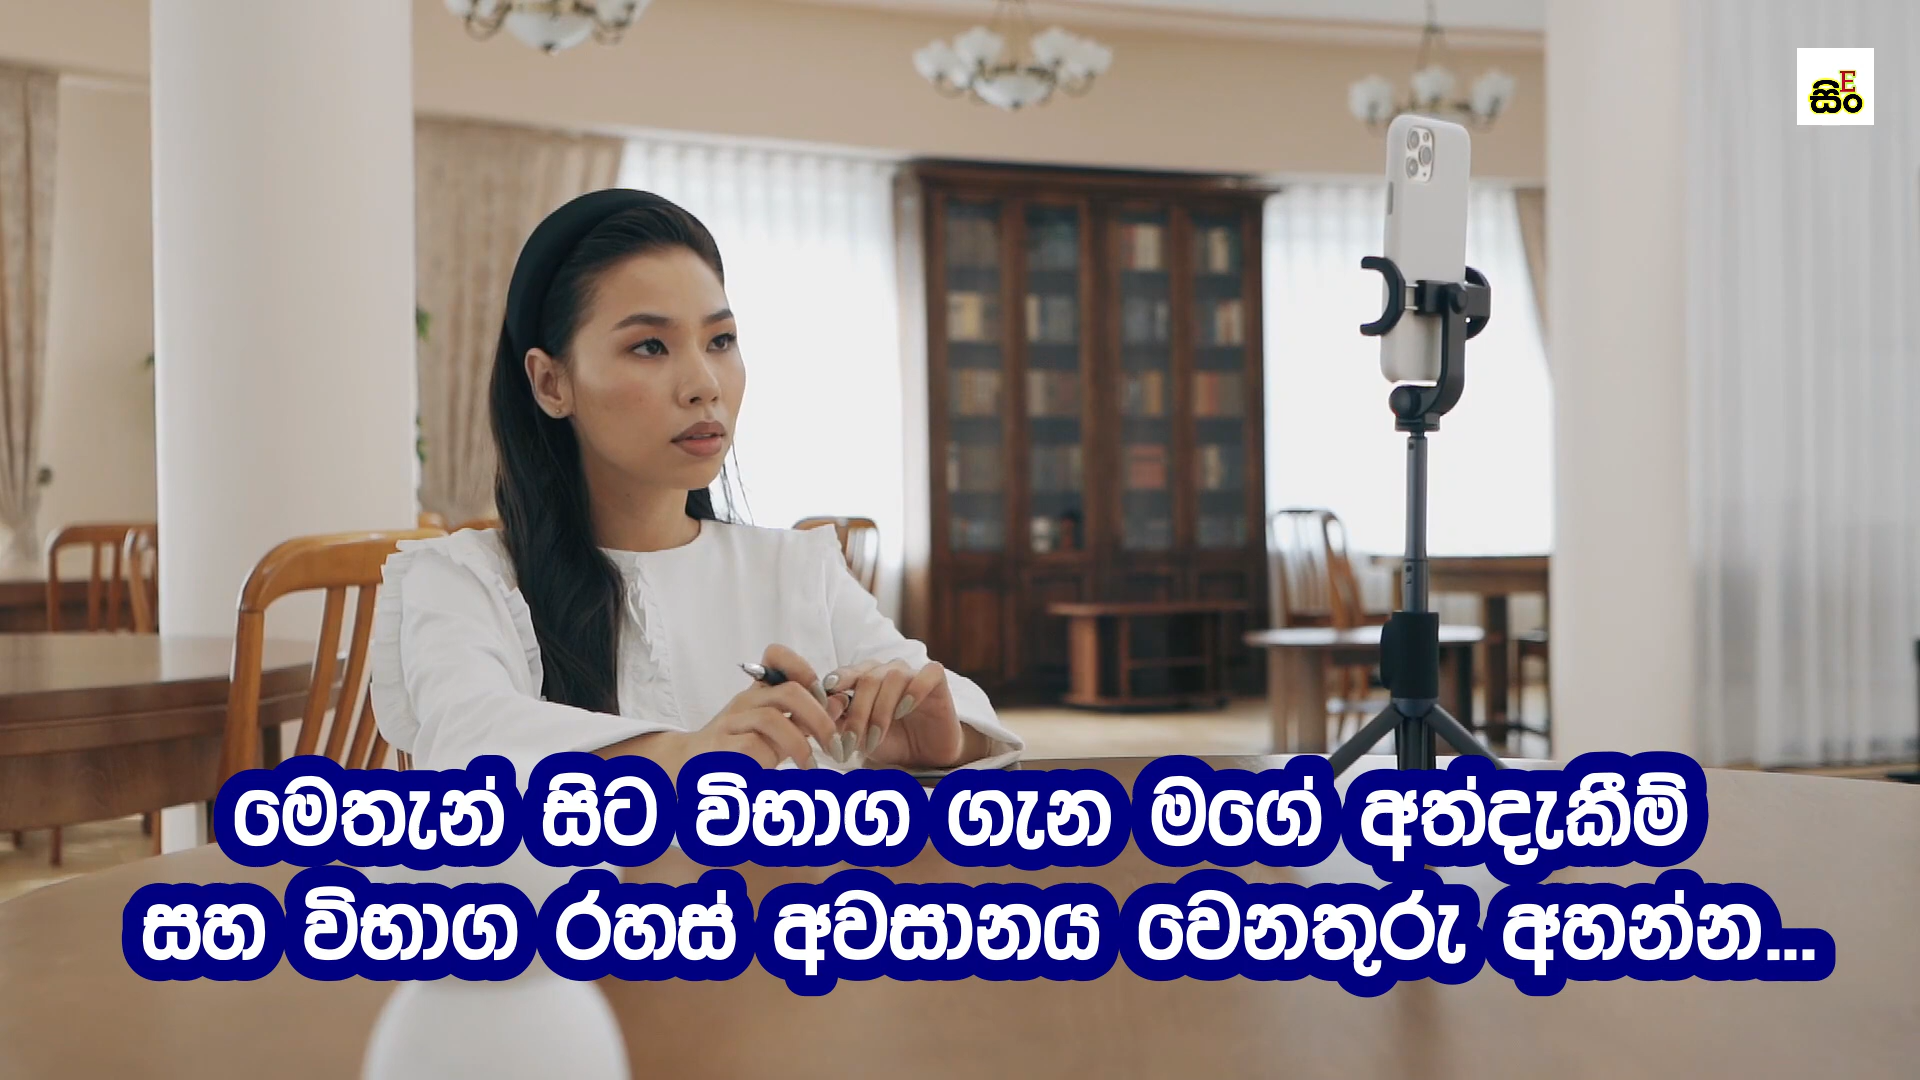 E
සිං
මෙතැන් සිට විභාග ගැන මගේ අත්දැකීම්
සහ විභාග රහස් අවසානය වෙනතුරු අහන්න...